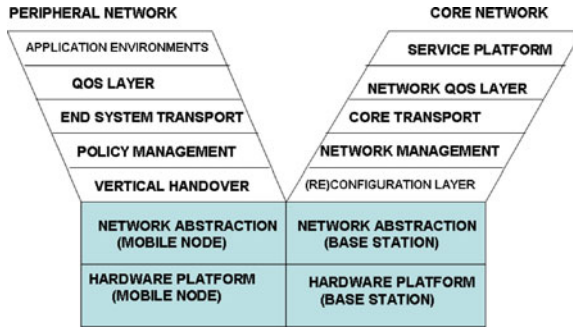 PERIPHERAL NETWORK
CORE NETWORK
APPLICATION ENVIRONMENTS
QOS LAYER
END SYSTEM TRANSPORT
POLICY MANAGEMENT
VERTICAL HANDOVER
SERVICE PLATFORM
NETWORK QOS LAYER
CORE TRANSPORT
NETWORK MANAGEMENT
(RE)CONFIGURATION LAYER
NETWORK ABSTRACTION
(MOBILE NODE)
NETWORK ABSTRACTION
(BASE STATION)
HARDWARE PLATFORM
(MOBILE NODE)
HARDWARE PLATFORM
(BASE STATION)